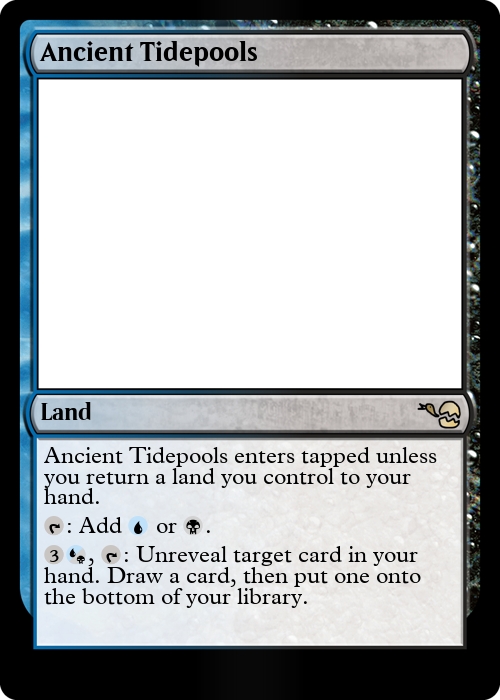 Ancient Tidepools
Land
Ancient Tidepools enters tapped unless
you return a land you control to your
hand.
: Add or .
3 , : Unreveal target card in your
hand. Draw a card, then put one onto
the bottom of your library.